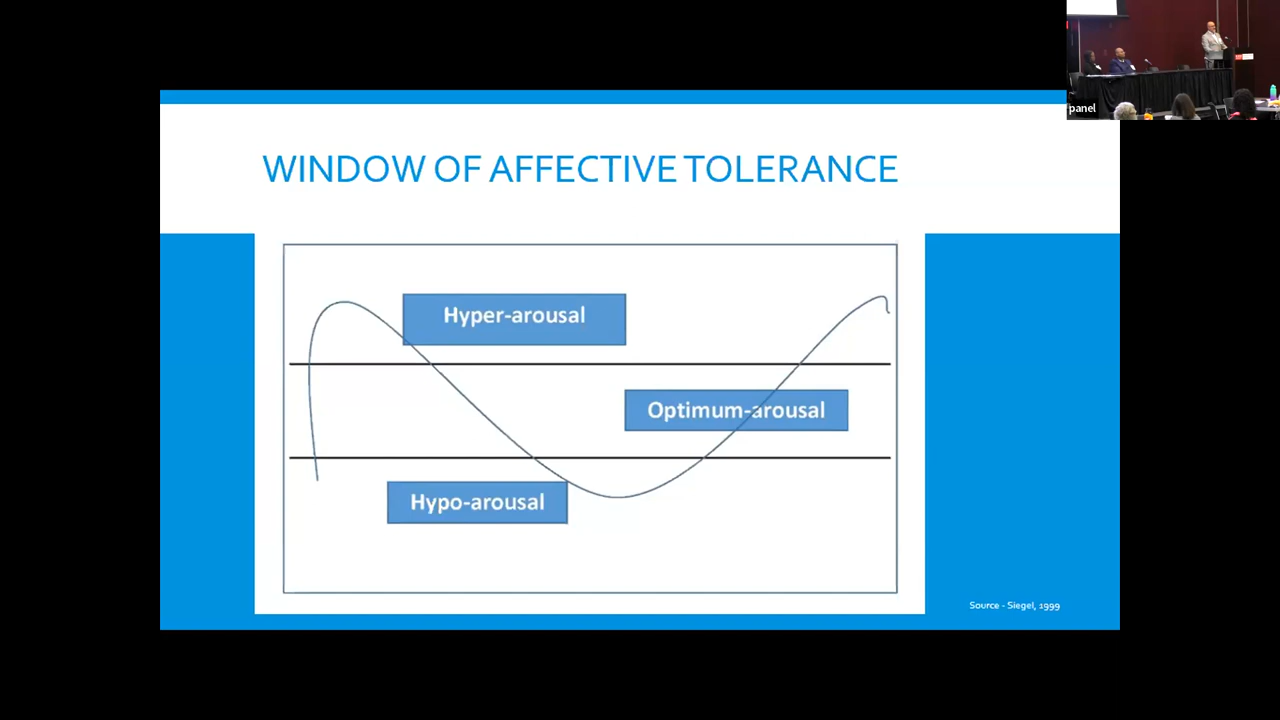 panel
WINDOW OF AFFECTIVE TOLERANCE
Hyper-arousal
Optimum-arousal
Hypo-arousal
Source - Siegel, 1999